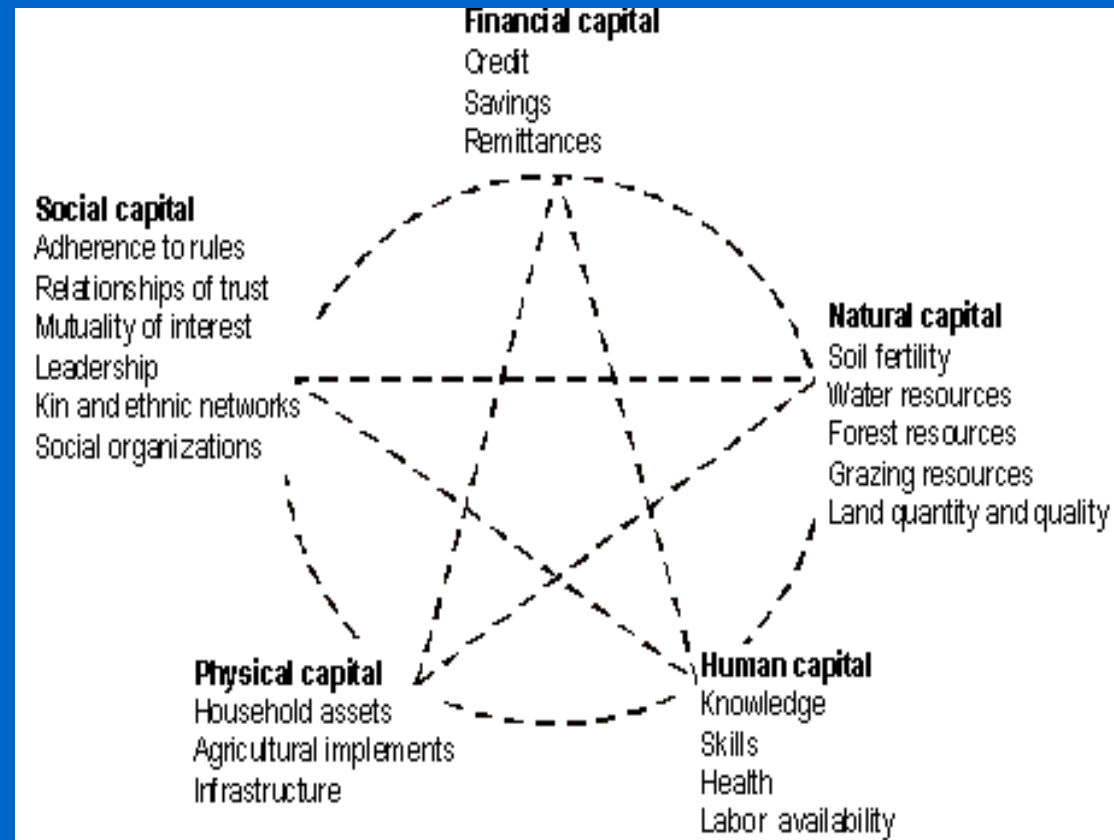 Financial capital
Credit
Savings
Remittances
Social capital
Adherence to rules
Relationships of trust
Mutuality of interest
Leadership
Kin and ethnic networks
Social organizations
Natural capital
Soil fertility
Water resources
Forest resources
Grazing resources
Land quantity and quality
Physical capital
Household assets
Agricultural implements
Infrastructure
Human capital
Knowledge
Skills
Health
Labor availability